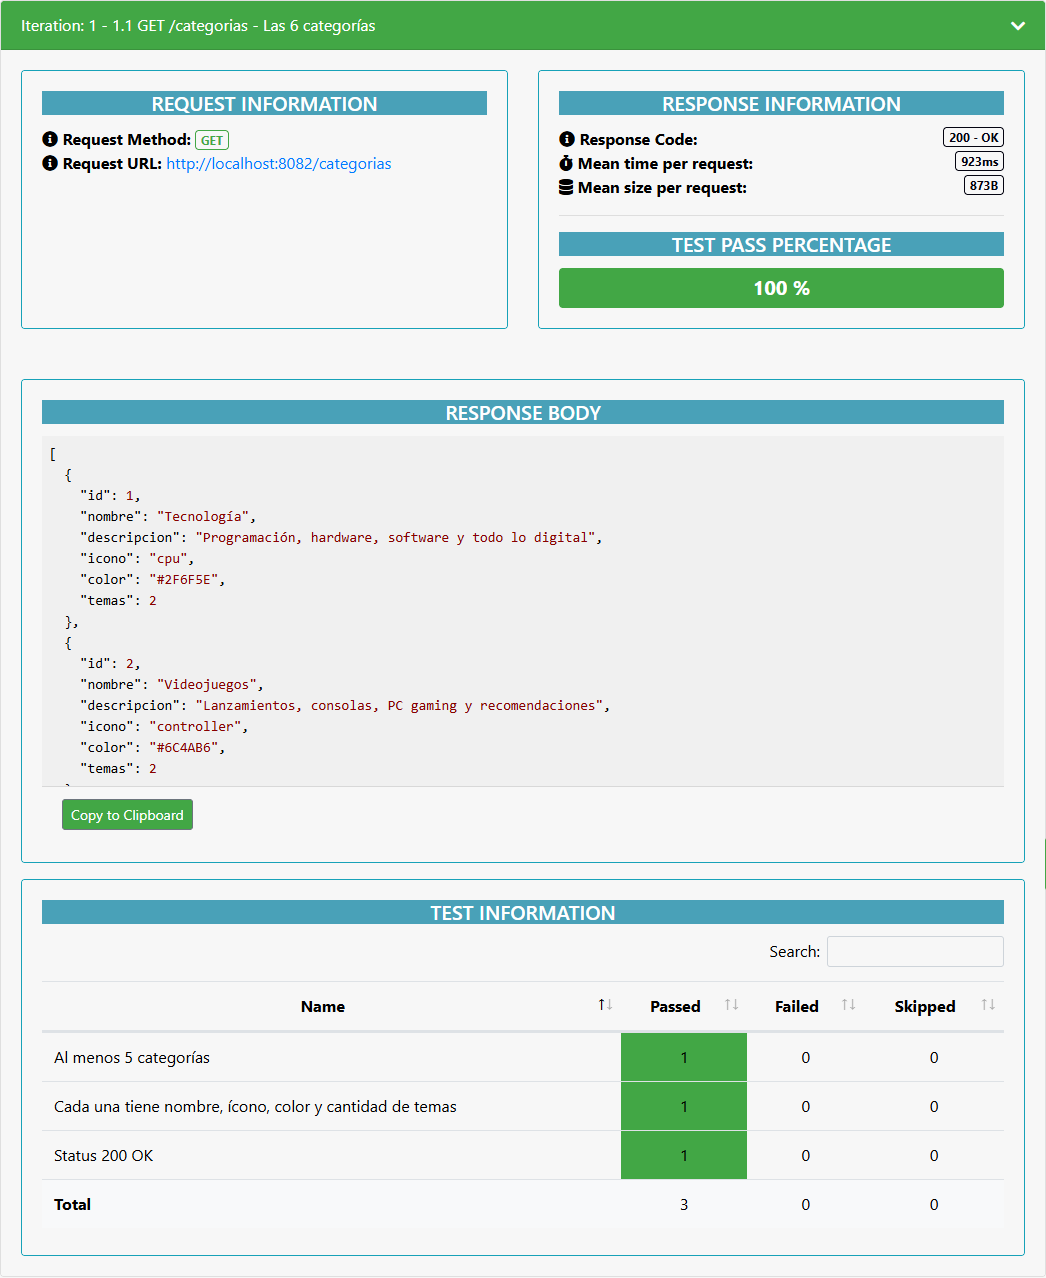 Iteration: 1 - 1.1 GET /categorias - Las 6 categorías
REQUEST INFORMATION
Request Method: GET
Request URL: http://localhost:8082/categorias
RESPONSE INFORMATION
Response Code: 200 - OK
Mean time per request: 923ms
Mean size per request: 873B
TEST PASS PERCENTAGE
100 %
RESPONSE BODY
[
  {
    "id": 1,
    "nombre": "Tecnología",
    "descripcion": "Programación, hardware, software y todo lo digital",
    "icono": "cpu",
    "color": "#2F6F5E",
    "temas": 2
  },
  {
    "id": 2,
    "nombre": "Videojuegos",
    "descripcion": "Lanzamientos, consolas, PC gaming y recomendaciones",
    "icono": "controller",
    "color": "#6C4AB6",
    "temas": 2
Copy to Clipboard
TEST INFORMATION
Search:
Name Passed Failed Skipped
Al menos 5 categorías 1 0 0
Cada una tiene nombre, ícono, color y cantidad de temas 1 0 0
Status 200 OK 1 0 0
Total 3 0 0